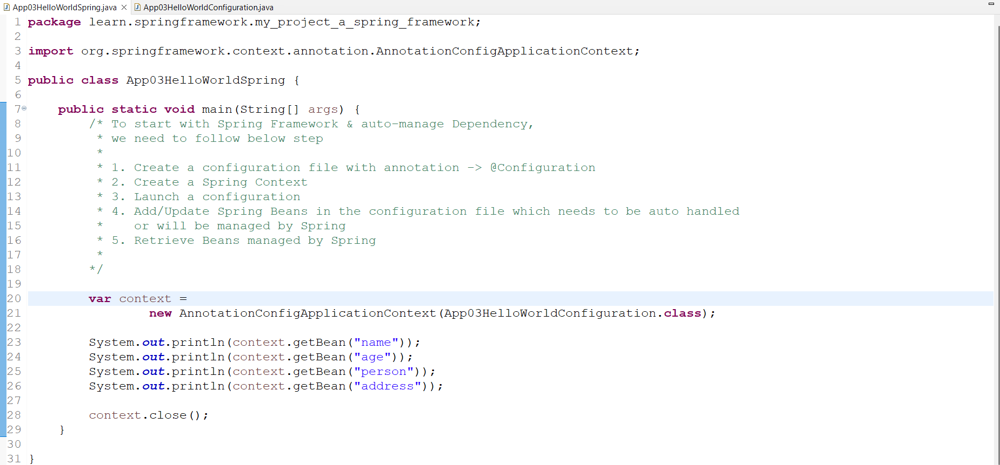 App03HelloWorldSpring.java App03HelloWorldConfiguration.java
1 package learn.springframework.my_project_a_spring_framework;
2
3 import org.springframework.context.annotation.AnnotationConfigApplicationContext;
4
5 public class App03HelloWorldSpring {
6
7 public static void main(String[] args) {
8 /* To start with Spring Framework & auto-manage Dependency,
9 * we need to follow below step
10 *
11 * 1. Create a configuration file with annotation -> @Configuration
12 * 2. Create a Spring Context
13 * 3. Launch a configuration
14 * 4. Add/Update Spring Beans in the configuration file which needs to be auto handled
15 * or will be managed by Spring
16 * 5. Retrieve Beans managed by Spring
17 *
18 */
19
20 var context =
21 new AnnotationConfigApplicationContext(App03HelloWorldConfiguration.class);
22
23 System.out.println(context.getBean("name"));
24 System.out.println(context.getBean("age"));
25 System.out.println(context.getBean("person"));
26 System.out.println(context.getBean("address"));
27
28 context.close();
29 }
30
31 }